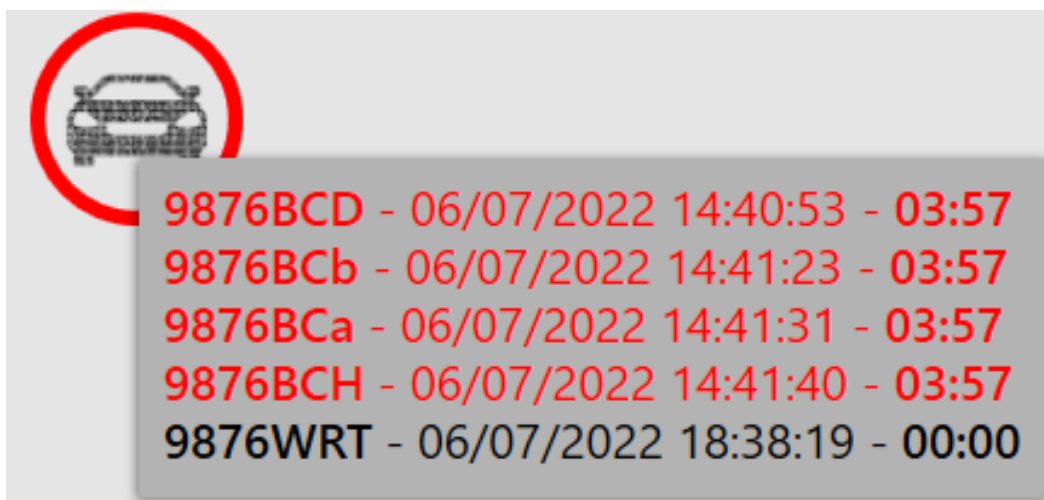 9876BCD - 06/07/2022 14:40:53 - 03:57
9876BCb - 06/07/2022 14:41:23 - 03:57
9876BCa - 06/07/2022 14:41:31 - 03:57
9876BCH - 06/07/2022 14:41:40 - 03:57
9876WRT - 06/07/2022 18:38:19 - 00:00